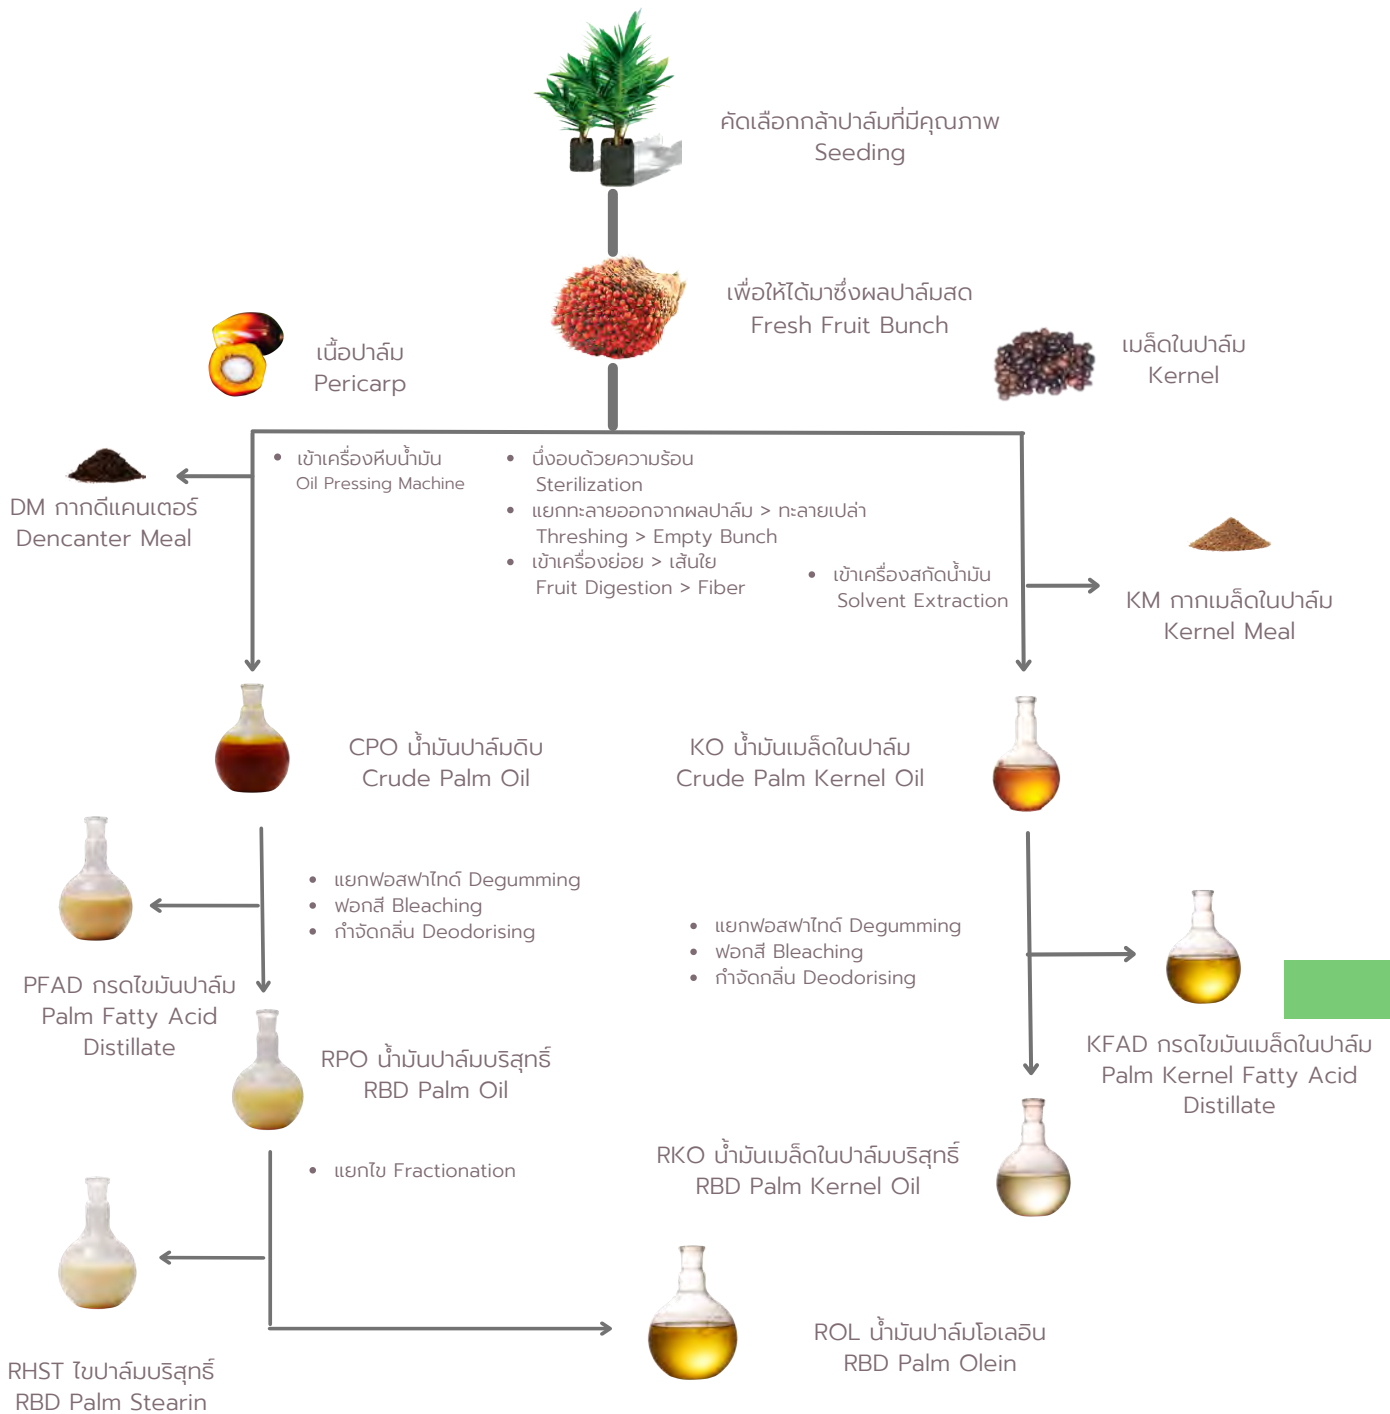 คัดเลือกกล้าปาล์มที่มีคุณภาพ
Seeding
เพื่อให้ได้มาซึ่งผลปาล์มสด
Fresh Fruit Bunch
เนื้อปาล์ม
Pericarp
เมล็ดในปาล์ม
Kernel
• เข้าเครื่องหีบน้ำมัน
Oil Pressing Machine
• นึ่งอบด้วยความร้อน
Sterilization
• แยกทะลายออกจากผลปาล์ม > ทะลายเปล่า
Threshing > Empty Bunch
• เข้าเครื่องย่อย > เส้นใย
Fruit Digestion > Fiber
• เข้าเครื่องสกัดน้ำมัน
Solvent Extraction
DM กากดีแคนเตอร์
Dencanter Meal
KM กากเมล็ดในปาล์ม
Kernel Meal
CPO น้ำมันปาล์มดิบ
Crude Palm Oil
KO น้ำมันเมล็ดในปาล์ม
Crude Palm Kernel Oil
• แยกฟอสฟาไทด์ Degumming
• ฟอกสี Bleaching
• กำจัดกลิ่น Deodorising
• แยกฟอสฟาไทด์ Degumming
• ฟอกสี Bleaching
• กำจัดกลิ่น Deodorising
PFAD กรดไขมันปาล์ม
Palm Fatty Acid
Distillate
KFAD กรดไขมันเมล็ดในปาล์ม
Palm Kernel Fatty Acid
Distillate
RPO น้ำมันปาล์มบริสุทธิ์
RBD Palm Oil
RKO น้ำมันเมล็ดในปาล์มบริสุทธิ์
RBD Palm Kernel Oil
• แยกไข Fractionation
ROL น้ำมันปาล์มโอเลอิน
RBD Palm Olein
RHST ไขปาล์มบริสุทธิ์
RBD Palm Stearin